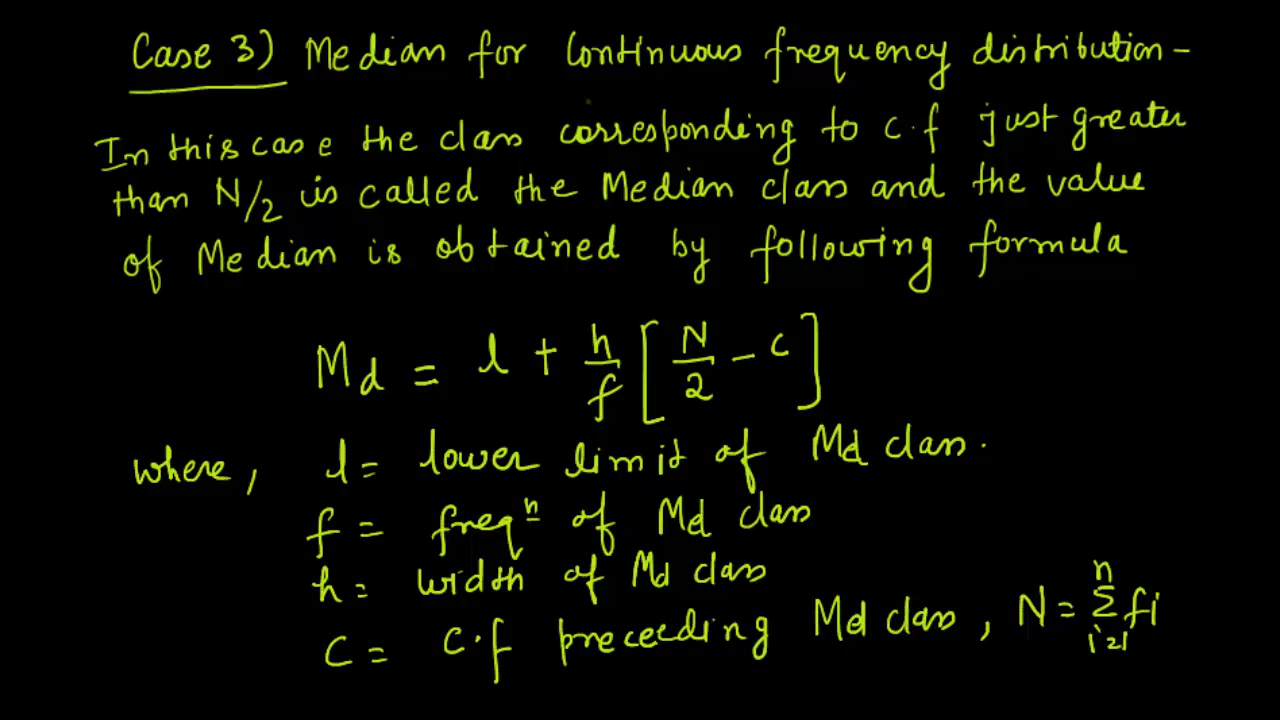 Case 3) Median for Continuous frequency distribution -
In this case the class corresponding to c.f just greater
than N/2 is called the Median class and the value
of Median is obtained by following formula
Md = l + h/f [N/2 - c]
where, l = lower limit of Md class.
f = freqⁿ of Md class
h = width of Md class
C = c.f preceeding Md class, N = Σᵢ₌₁ⁿ fi